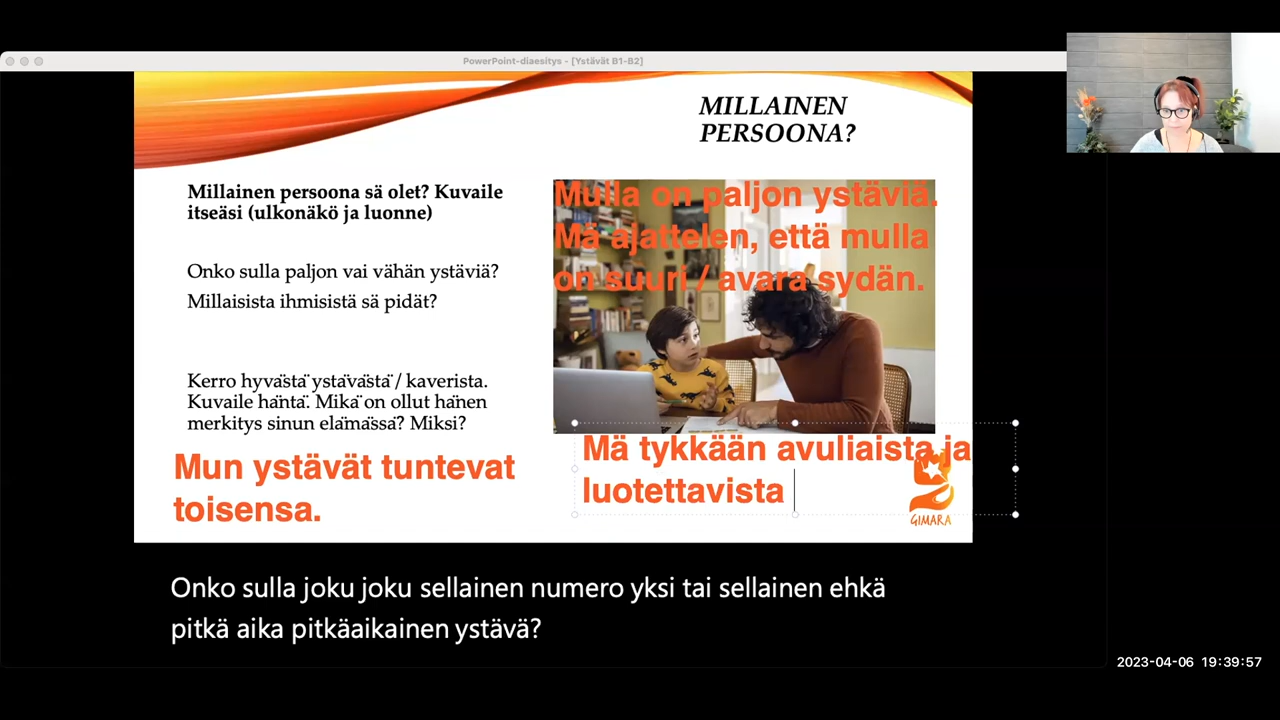 PowerPoint-diaesitys - [Ystävät B1-B2]
MILLAINEN
PERSOONA?
Millainen persoona sä olet? Kuvaile
itseäsi (ulkonäkö ja luonne)
Onko sulla paljon vai vähän ystäviä?
Millaisista ihmisistä sä pidät?
Kerro hyvästä ystävästä / kaverista.
Kuvaile häntä. Mikä on ollut hänen
merkitys sinun elämässä? Miksi?
Mun ystävät tuntevat
toisensa.
Mulla on paljon ystäviä.
Mä ajattelen, että mulla
on suuri / avara sydän.
Mä tykkään avuliaista ja
luotettavista
GIMARA
Onko sulla joku joku sellainen numero yksi tai sellainen ehkä
pitkä aika pitkäaikainen ystävä?
2023-04-06 19:39:57